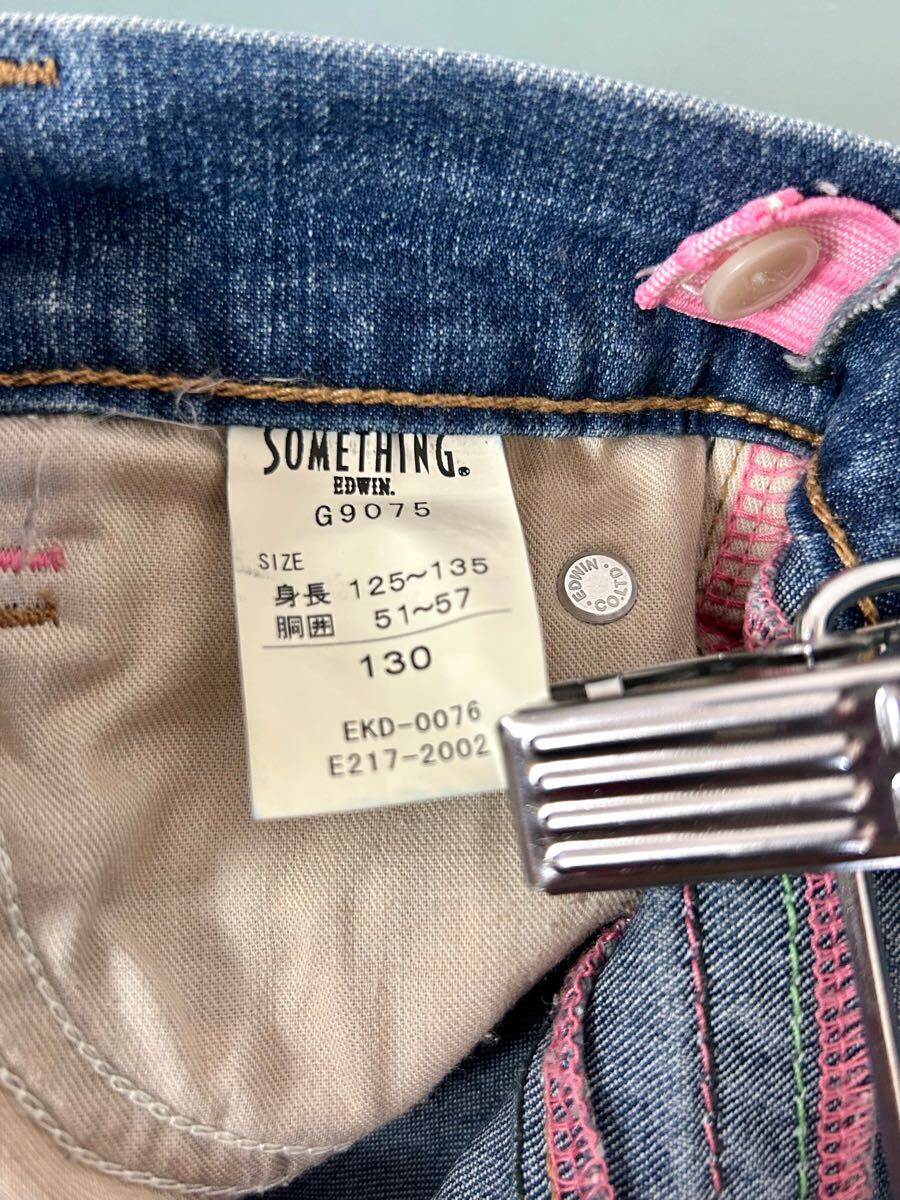 SOMETHING®
EDWIN.
G9075
SIZE
身長 125~135
胴囲 51~57
130
EKD-0076
E217-2002
EDWIN CO.,LTD.